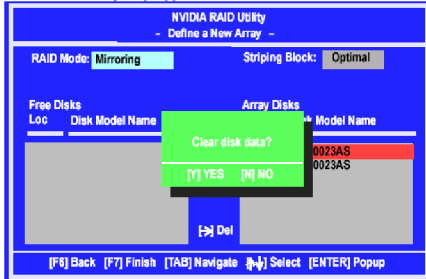 NVIDIA RAID Utility
– Define a New Array –
RAID Mode: Mirroring Striping Block: Optimal
Free Disks Array Disks
Loc Disk Model Name Model Name
Clear disk data?
[Y] YES [N] NO
0023AS
0023AS
[→] Del
[F6] Back [F7] Finish [TAB] Navigate [↑↓] Select [ENTER] Popup